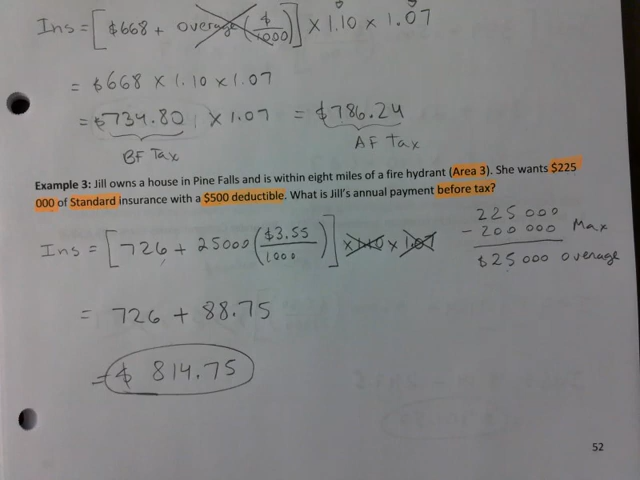 Ins = [$668 + overage ($/1000)] × 1.10 × 1.07
= $668 × 1.10 × 1.07
= $734.80 × 1.07 = $786.24
BF Tax AF Tax
Example 3: Jill owns a house in Pine Falls and is within eight miles of a fire hydrant (Area 3). She wants $225
000 of Standard insurance with a $500 deductible. What is Jill's annual payment before tax?
225 000
- 200 000 Max
$25 000 overage
Ins = [726 + 25000 ($3.55/1000)] × 1.10 × 1.07
= 726 + 88.75
= $ 814.75
52